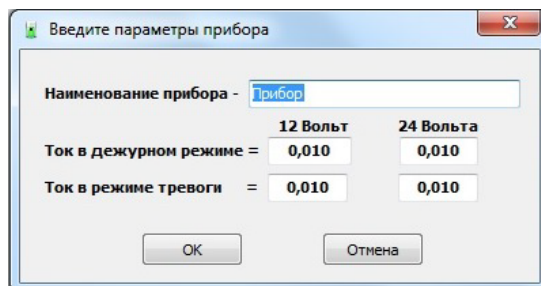 Введите параметры прибора
Наименование прибора - Прибор
12 Вольт 24 Вольта
Ток в дежурном режиме = 0,010 0,010
Ток в режиме тревоги = 0,010 0,010
ОК Отмена